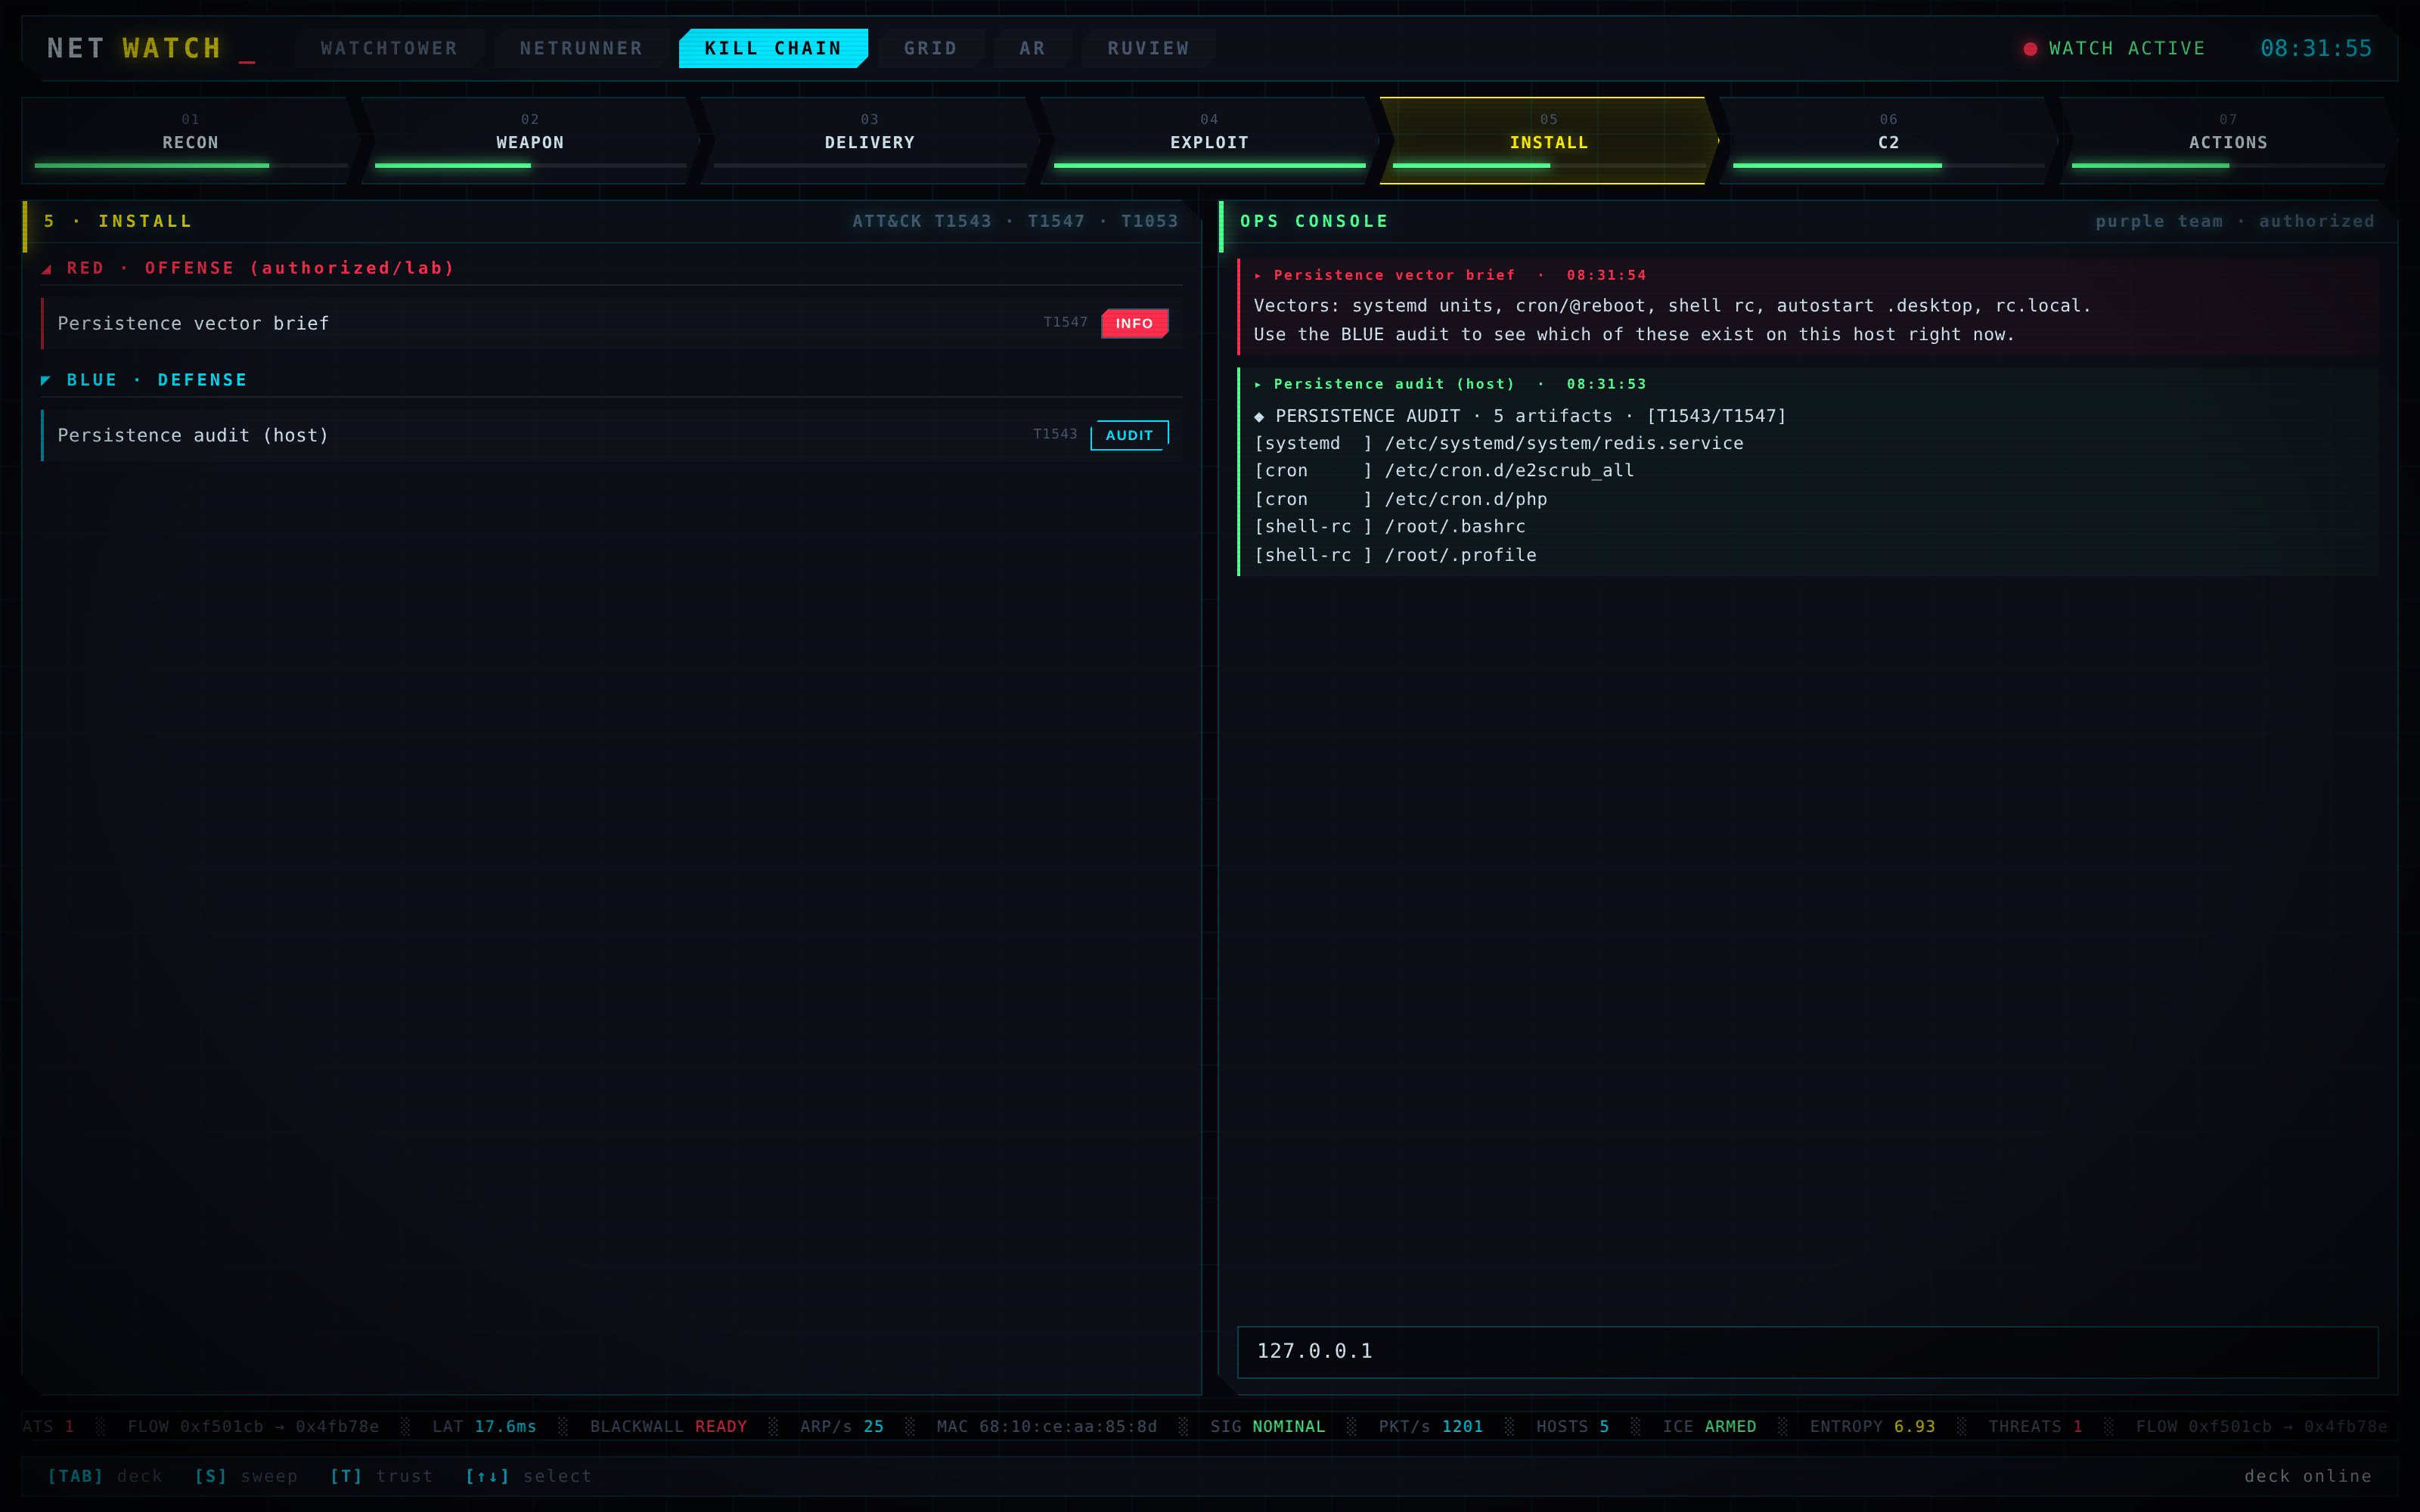 NET WATCH _
WATCHTOWER NETRUNNER KILL CHAIN GRID AR RUVIEW
WATCH ACTIVE 08:31:55
01
RECON
02
WEAPON
03
DELIVERY
04
EXPLOIT
05
INSTALL
06
C2
07
ACTIONS
5 · INSTALL
ATT&CK T1543 · T1547 · T1053
◢ RED · OFFENSE (authorized/lab)
Persistence vector brief T1547 INFO
◤ BLUE · DEFENSE
Persistence audit (host) T1543 AUDIT
OPS CONSOLE
purple team · authorized
▸ Persistence vector brief · 08:31:54
Vectors: systemd units, cron/@reboot, shell rc, autostart .desktop, rc.local.
Use the BLUE audit to see which of these exist on this host right now.
▸ Persistence audit (host) · 08:31:53
◆ PERSISTENCE AUDIT · 5 artifacts · [T1543/T1547]
[systemd  ] /etc/systemd/system/redis.service
[cron     ] /etc/cron.d/e2scrub_all
[cron     ] /etc/cron.d/php
[shell-rc ] /root/.bashrc
[shell-rc ] /root/.profile
127.0.0.1
ATS 1 ░ FLOW 0xf501cb → 0x4fb78e ░ LAT 17.6ms ░ BLACKWALL READY ░ ARP/s 25 ░ MAC 68:10:ce:aa:85:8d ░ SIG NOMINAL ░ PKT/s 1201 ░ HOSTS 5 ░ ICE ARMED ░ ENTROPY 6.93 ░ THREATS 1 ░ FLOW 0xf501cb → 0x4fb78e
[TAB] deck [S] sweep [T] trust [↑↓] select
deck online